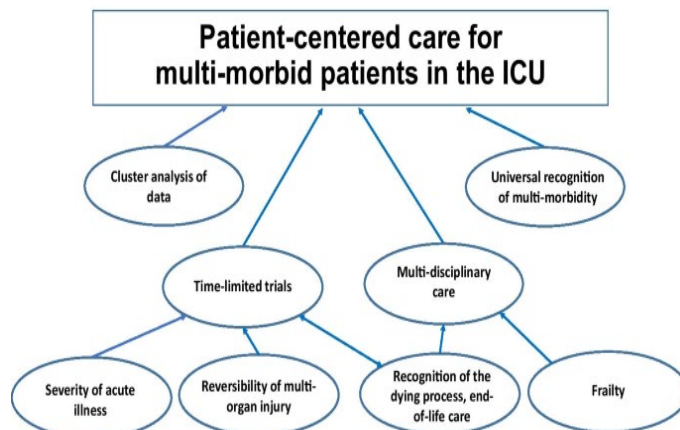 Patient-centered care for
multi-morbid patients in the ICU
Cluster analysis of
data
Universal recognition
of multi-morbidity
Time-limited trials
Multi-disciplinary
care
Severity of acute
illness
Reversibility of multi-
organ injury
Recognition of the
dying process, end-
of-life care
Frailty